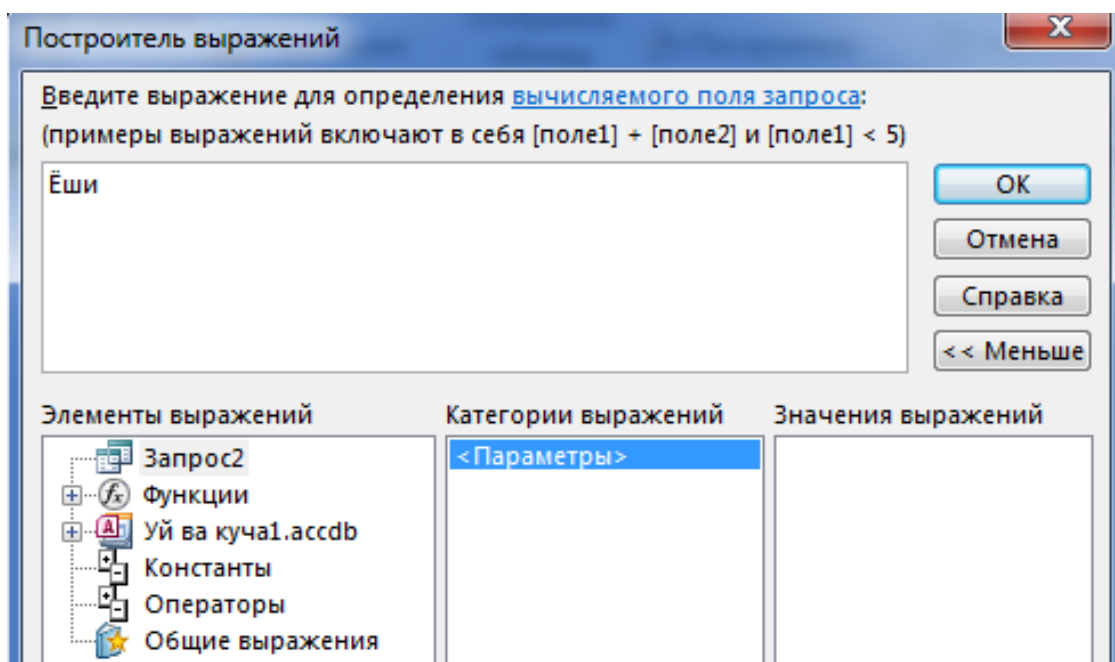 Построитель выражений
Введите выражение для определения вычисляемого поля запроса:
(примеры выражений включают в себя [поле1] + [поле2] и [поле1] < 5)
Ёши
ОК
Отмена
Справка
<< Меньше
Элементы выражений
Запрос2
Функции
Уй ва куча1.accdb
Константы
Операторы
Общие выражения
Категории выражений
<Параметры>
Значения выражений